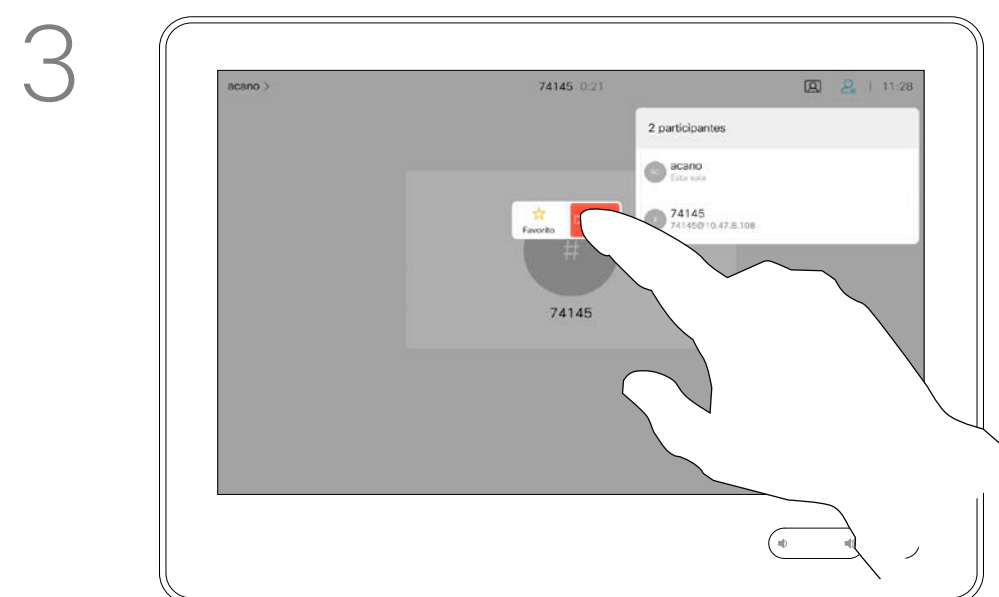 3
acano >
74145 0:21
11:28
2 participantes
acano
Esta sala
74145
74145@10.47.8.108
Favorito
#
74145